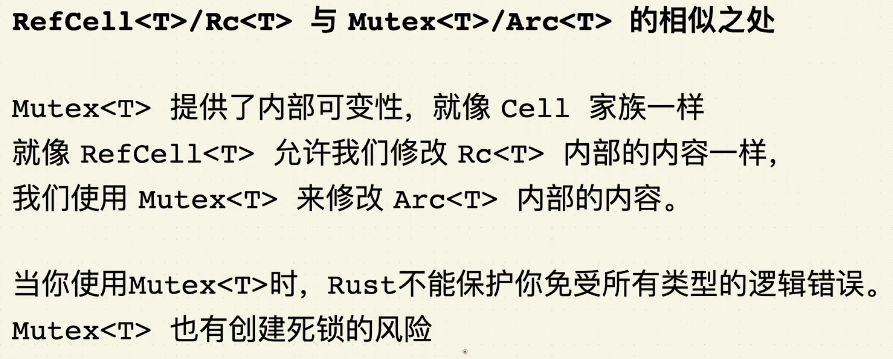 RefCell<T>/Rc<T> 与 Mutex<T>/Arc<T> 的相似之处
Mutex<T> 提供了内部可变性，就像 Cell 家族一样
就像 RefCell<T> 允许我们修改 Rc<T> 内部的内容一样，
我们使用 Mutex<T> 来修改 Arc<T> 内部的内容。
当你使用Mutex<T>时，Rust不能保护你免受所有类型的逻辑错误。
Mutex<T> 也有创建死锁的风险